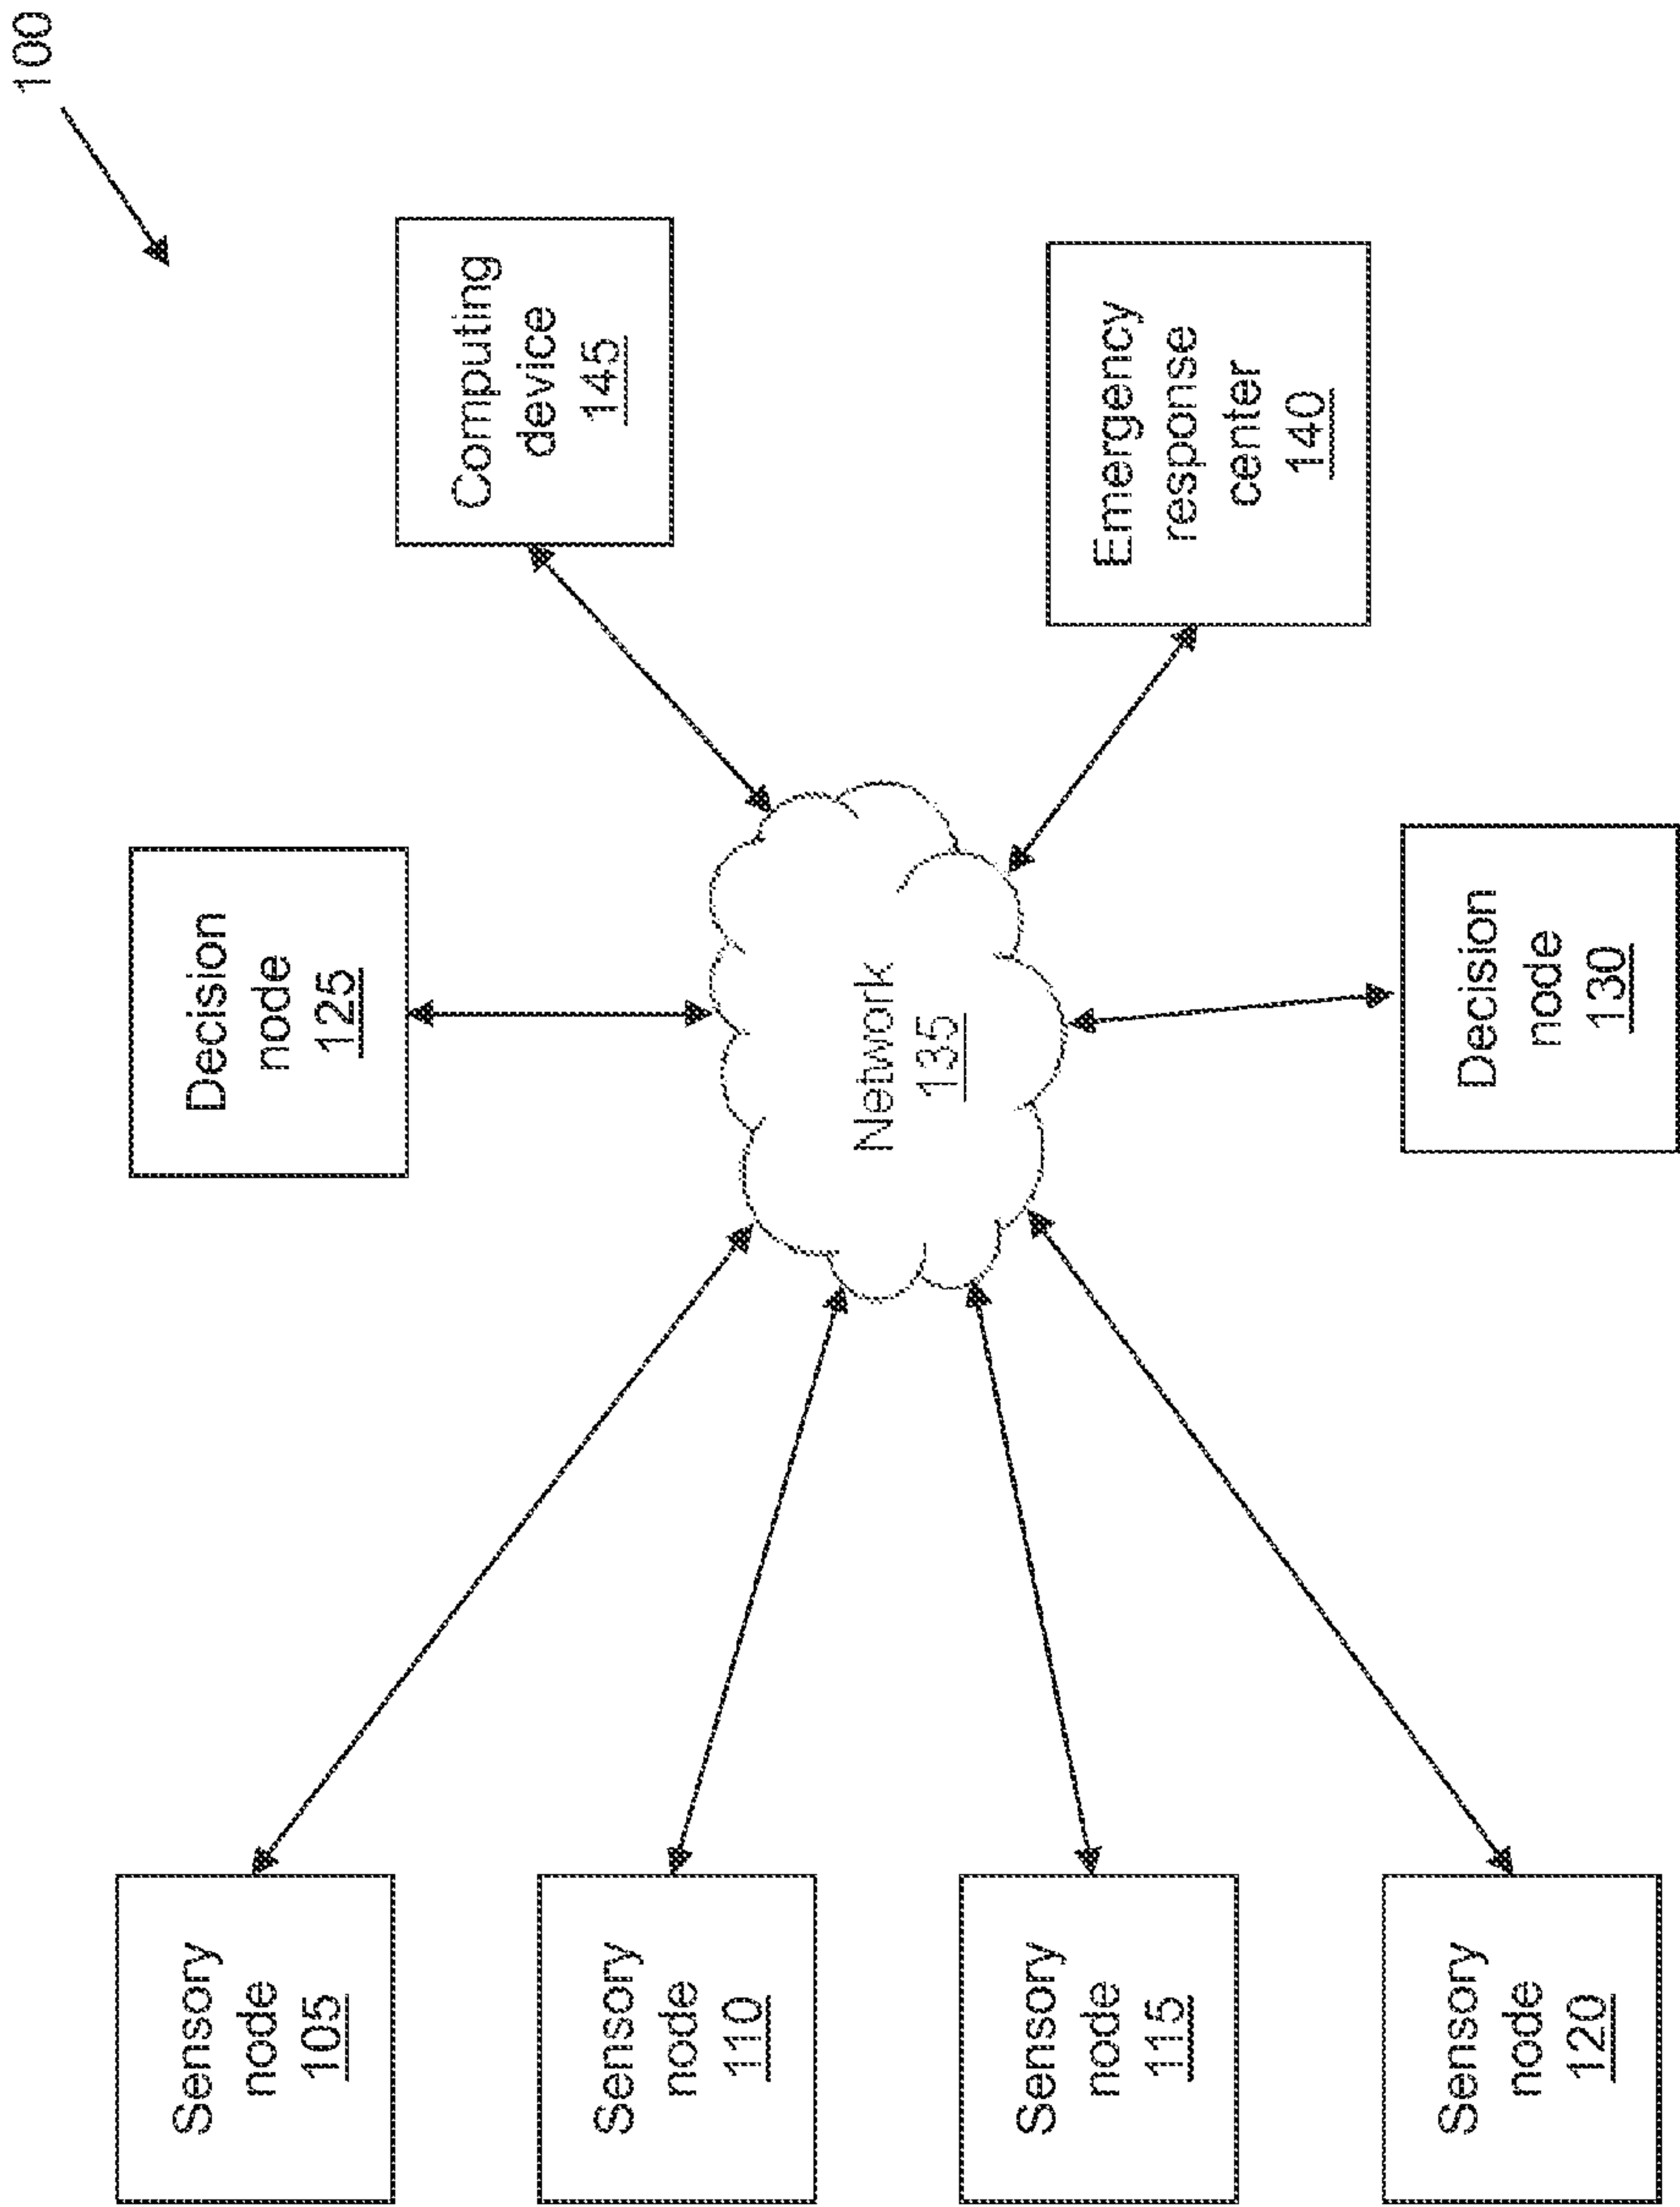 100
Sensory
node
105
Sensory
node
110
Sensory
node
115
Sensory
node
120
Decision
node
125
Network
135
Decision
node
130
Computing
device
145
Emergency
response
center
140